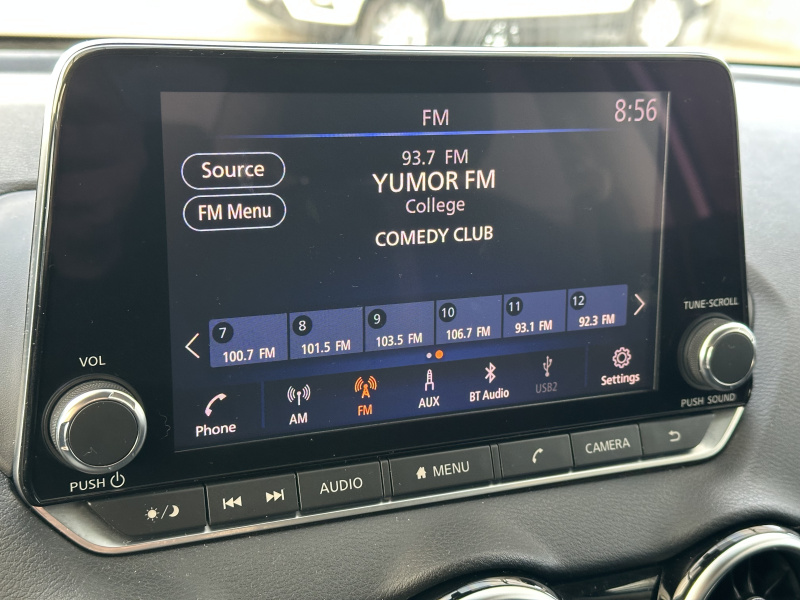 FM
8:56
Source
93.7 FM
YUMOR FM
FM Menu
College
COMEDY CLUB
7 8 9 10 11 12
100.7 FM 101.5 FM 103.5 FM 106.7 FM 93.1 FM 92.3 FM
Phone AM FM AUX BT Audio USB2 Settings
VOL
PUSH
TUNE·SCROLL
PUSH SOUND
AUDIO MENU CAMERA